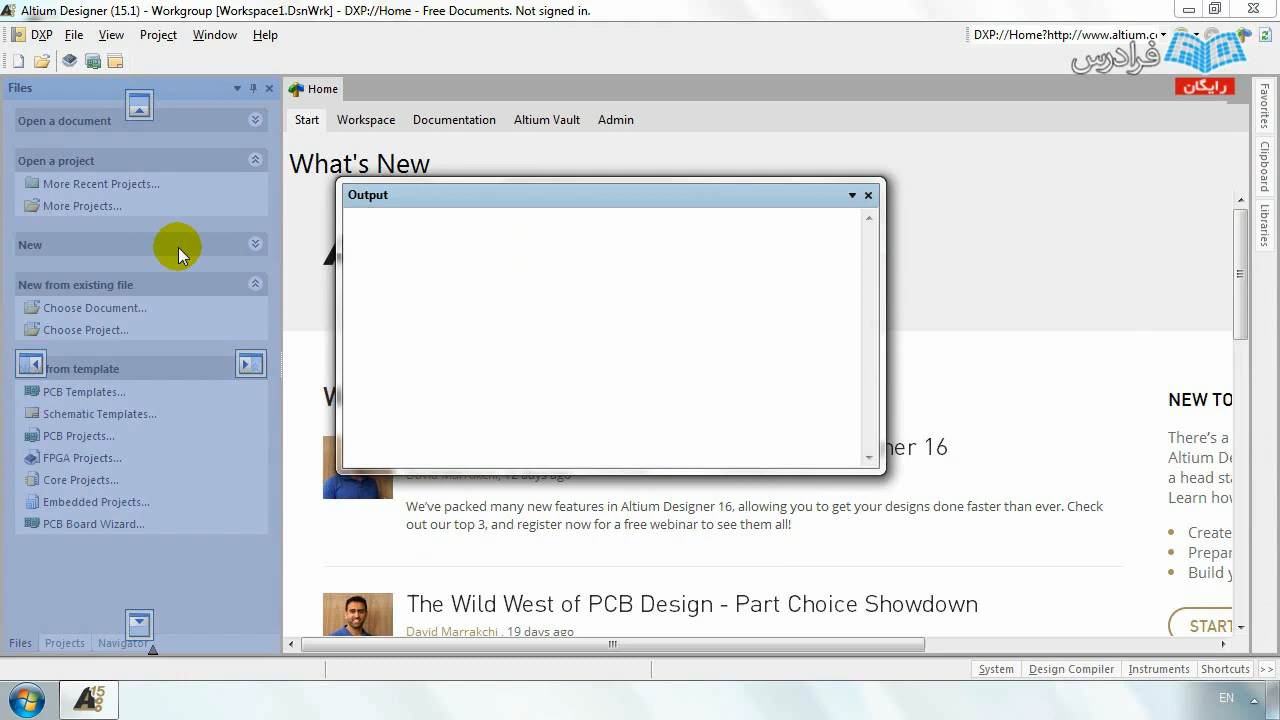 Altium Designer (15.1) - Workgroup [Workspace1.DsnWrk] - DXP://Home - Free Documents. Not signed in.
DXP File View Project Window Help
DXP://Home?http://www.altium.c
فرادرس
رایگان
Files
Open a document
Open a project
More Recent Projects...
More Projects...
New
New from existing file
Choose Document...
Choose Project...
from template
PCB Templates...
Schematic Templates...
PCB Projects...
FPGA Projects...
Core Projects...
Embedded Projects...
PCB Board Wizard...
Files Projects Navigator
Home
Start Workspace Documentation Altium Vault Admin
What's New
Output
ner 16
David Marrakchi, 12 days ago
We've packed many new features in Altium Designer 16, allowing you to get your designs done faster than ever. Check
out our top 3, and register now for a free webinar to see them all!
The Wild West of PCB Design - Part Choice Showdown
David Marrakchi , 19 days ago
NEW TO
There's a
Altium De
a head sta
Learn how
Create
Prepar
Build y
START
Favorites
Clipboard
Libraries
System Design Compiler Instruments Shortcuts >>
EN